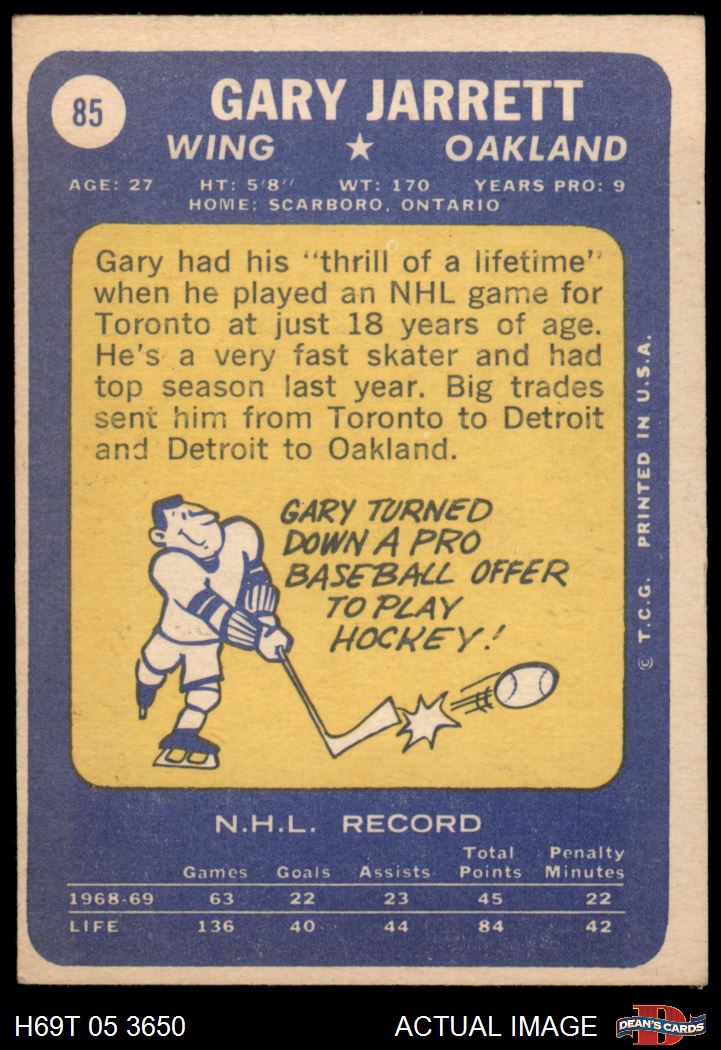 85
GARY JARRETT
WING ★ OAKLAND
AGE: 27 HT: 5'8" WT: 170 YEARS PRO: 9
HOME: SCARBORO, ONTARIO
Gary had his "thrill of a lifetime"
when he played an NHL game for
Toronto at just 18 years of age.
He's a very fast skater and had
top season last year. Big trades
sent him from Toronto to Detroit
and Detroit to Oakland.
GARY TURNED
DOWN A PRO
BASEBALL OFFER
TO PLAY
HOCKEY!
© T.C.G. PRINTED IN U.S.A.
N.H.L. RECORD
Games Goals Assists Total Points Penalty Minutes
1968-69 63 22 23 45 22
LIFE 136 40 44 84 42
H69T 05 3650 ACTUAL IMAGE
D
DEAN'S CARDS